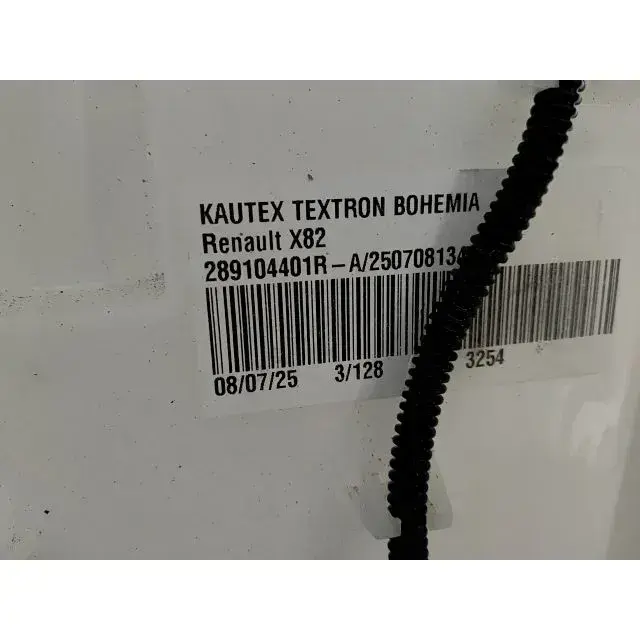 KAUTEX TEXTRON BOHEMIA
Renault X82
289104401R-A/25070813
08/07/25 3/128 3254